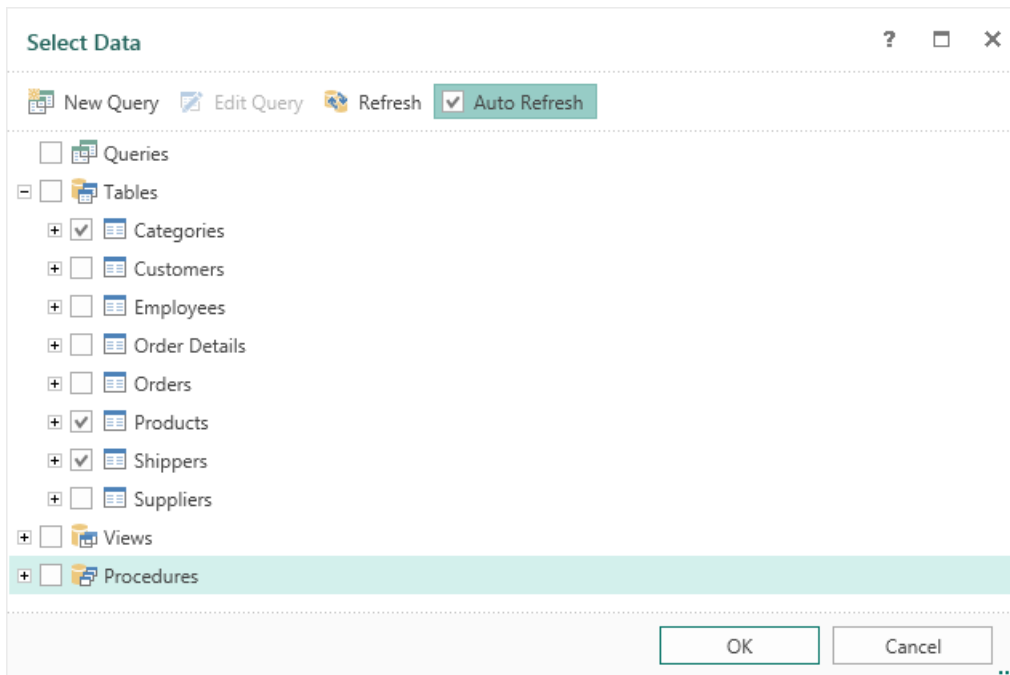 Select Data ?
New Query Edit Query Refresh Auto Refresh
Queries
Tables
Categories
Customers
Employees
Order Details
Orders
Products
Shippers
Suppliers
Views
Procedures
OK Cancel